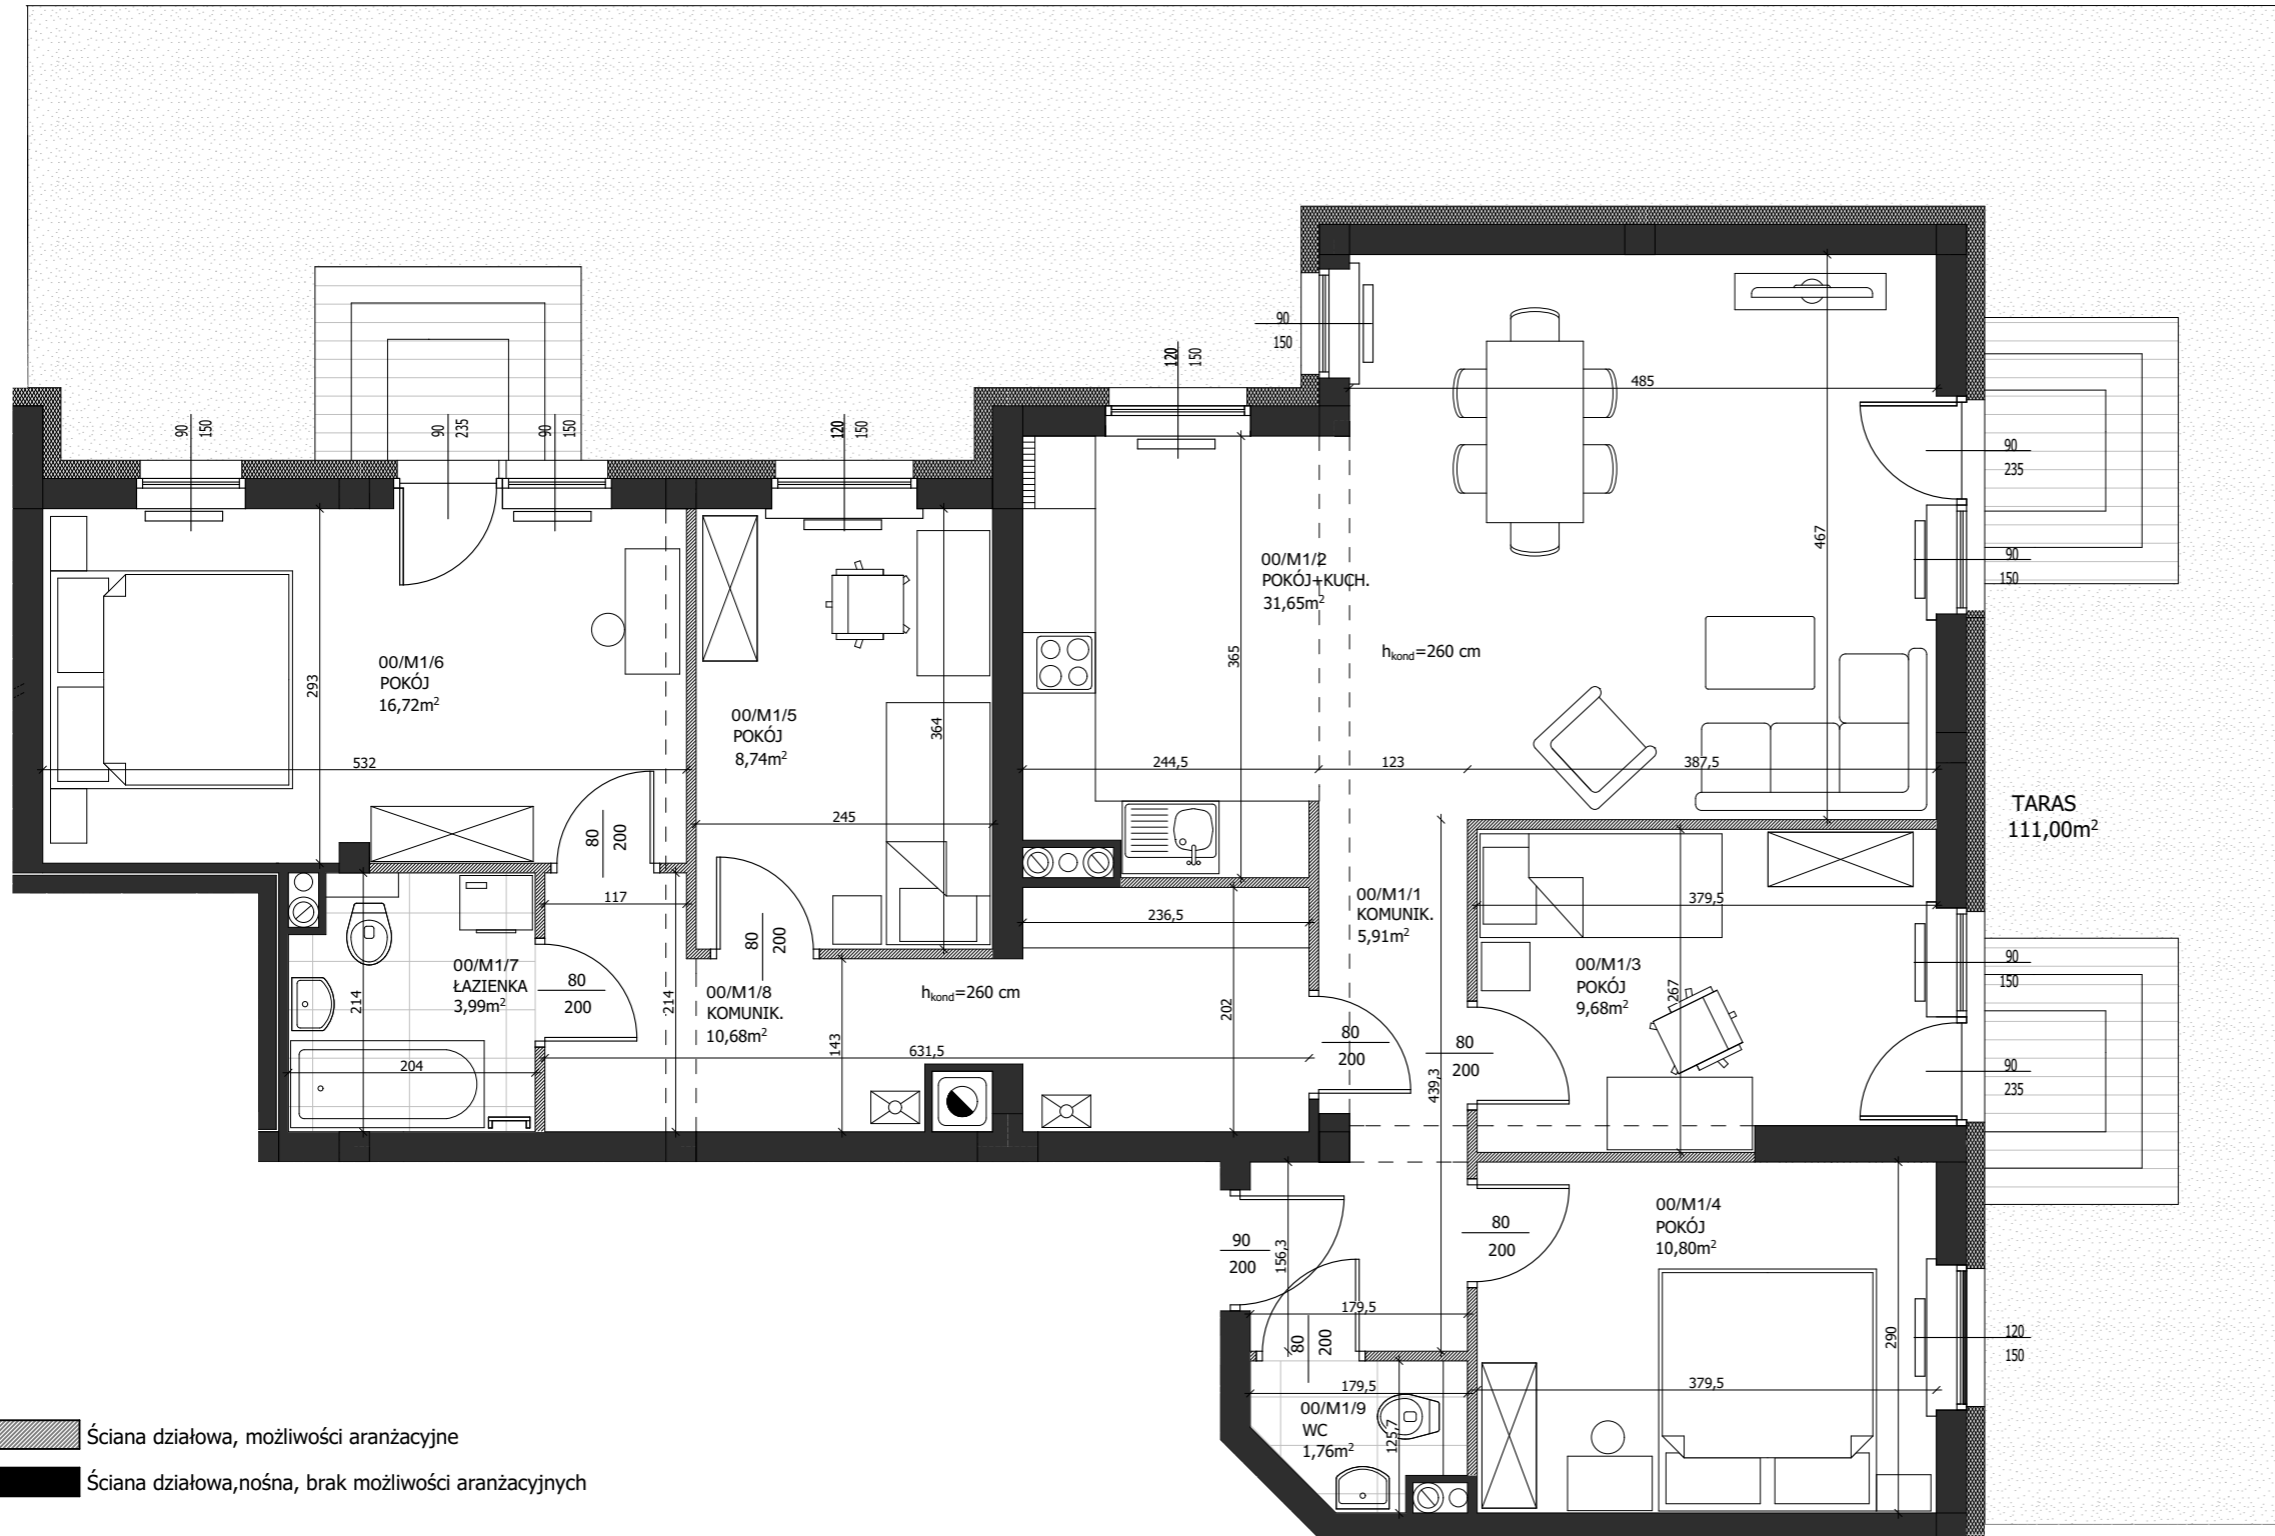 90
150
90
235
90
150
120
150
120
150
90
150
485
90
235
90
150
467
00/M1/2
POKÓJ+KUCH.
31,65m²
365
hkond=260 cm
00/M1/6
POKÓJ
16,72m²
293
532
00/M1/5
POKÓJ
8,74m²
364
245
244,5
123
387,5
TARAS
111,00m²
80
200
117
80
200
236,5
00/M1/1
KOMUNIK.
5,91m²
379,5
00/M1/3
POKÓJ
9,68m²
267
90
150
90
235
00/M1/7
ŁAZIENKA
3,99m²
214
204
80
200
214
00/M1/8
KOMUNIK.
10,68m²
hkond=260 cm
143
631,5
202
80
200
439,3
80
200
00/M1/4
POKÓJ
10,80m²
80
200
90
200
156,3
179,5
80
200
290
120
150
179,5
379,5
00/M1/9
WC
1,76m²
125,7
Ściana działowa, możliwości aranżacyjne
Ściana działowa,nośna, brak możliwości aranżacyjnych